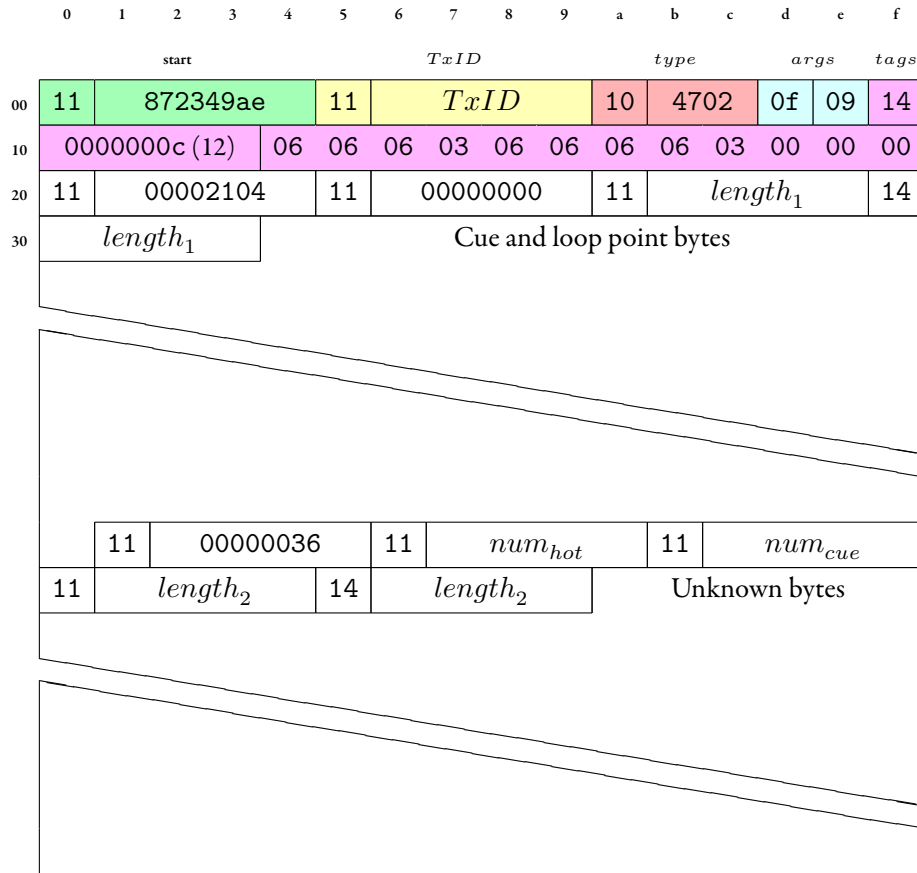 0 1 2 3 4 5 6 7 8 9 a b c d e f
start TxID type args tags
00 11 872349ae 11 TxID 10 4702 0f 09 14
10 0000000c (12) 06 06 06 03 06 06 06 06 03 00 00 00
20 11 00002104 11 00000000 11 length₁ 14
30 length₁ Cue and loop point bytes
11 00000036 11 num_hot 11 num_cue
11 length₂ 14 length₂ Unknown bytes